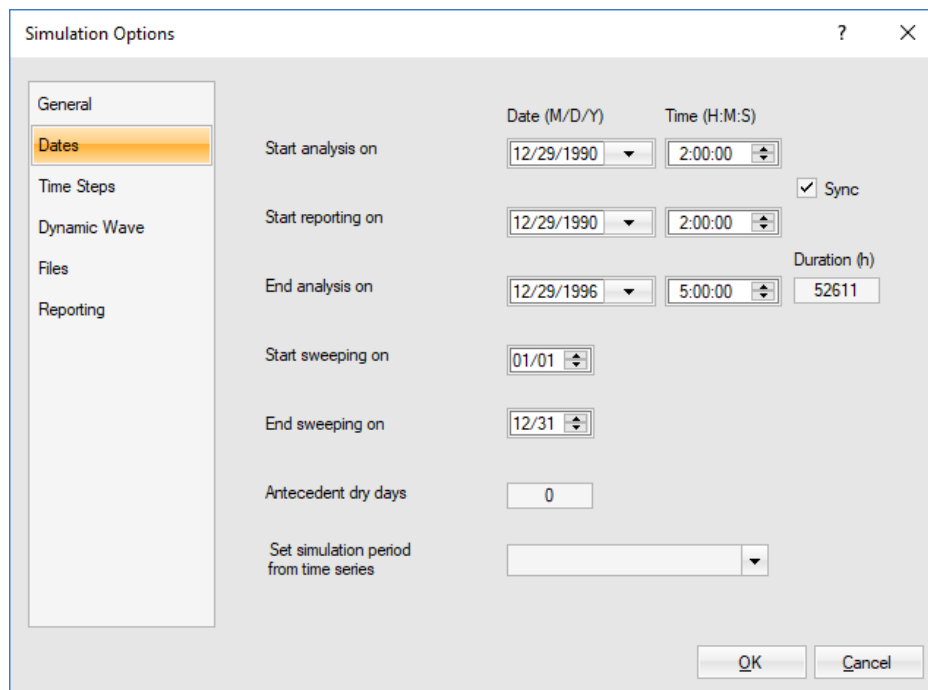 Simulation Options
General
Dates
Time Steps
Dynamic Wave
Files
Reporting
Date (M/D/Y) Time (H:M:S)
Start analysis on 12/29/1990 2:00:00
Sync
Start reporting on 12/29/1990 2:00:00
Duration (h)
End analysis on 12/29/1996 5:00:00 52611
Start sweeping on 01/01
End sweeping on 12/31
Antecedent dry days 0
Set simulation period
from time series
OK Cancel